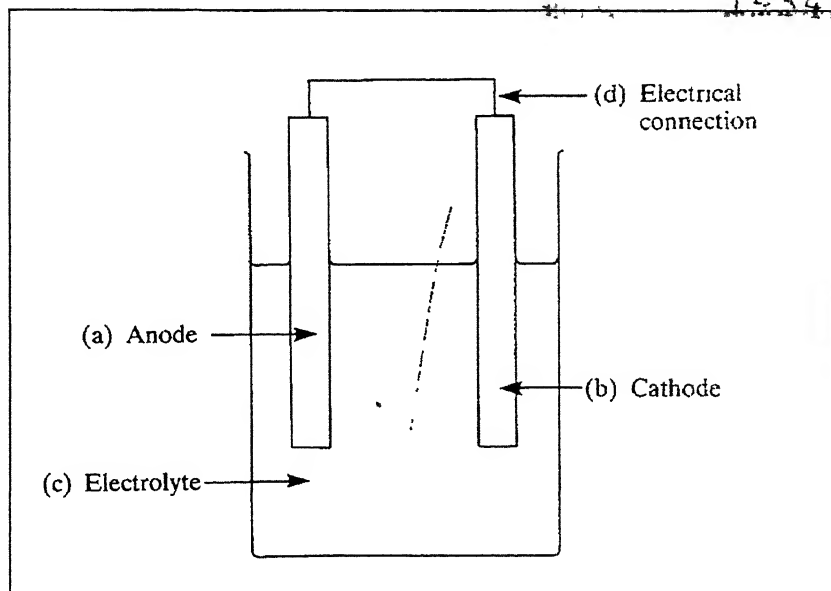 (d) Electrical
connection
(a) Anode
(b) Cathode
(c) Electrolyte